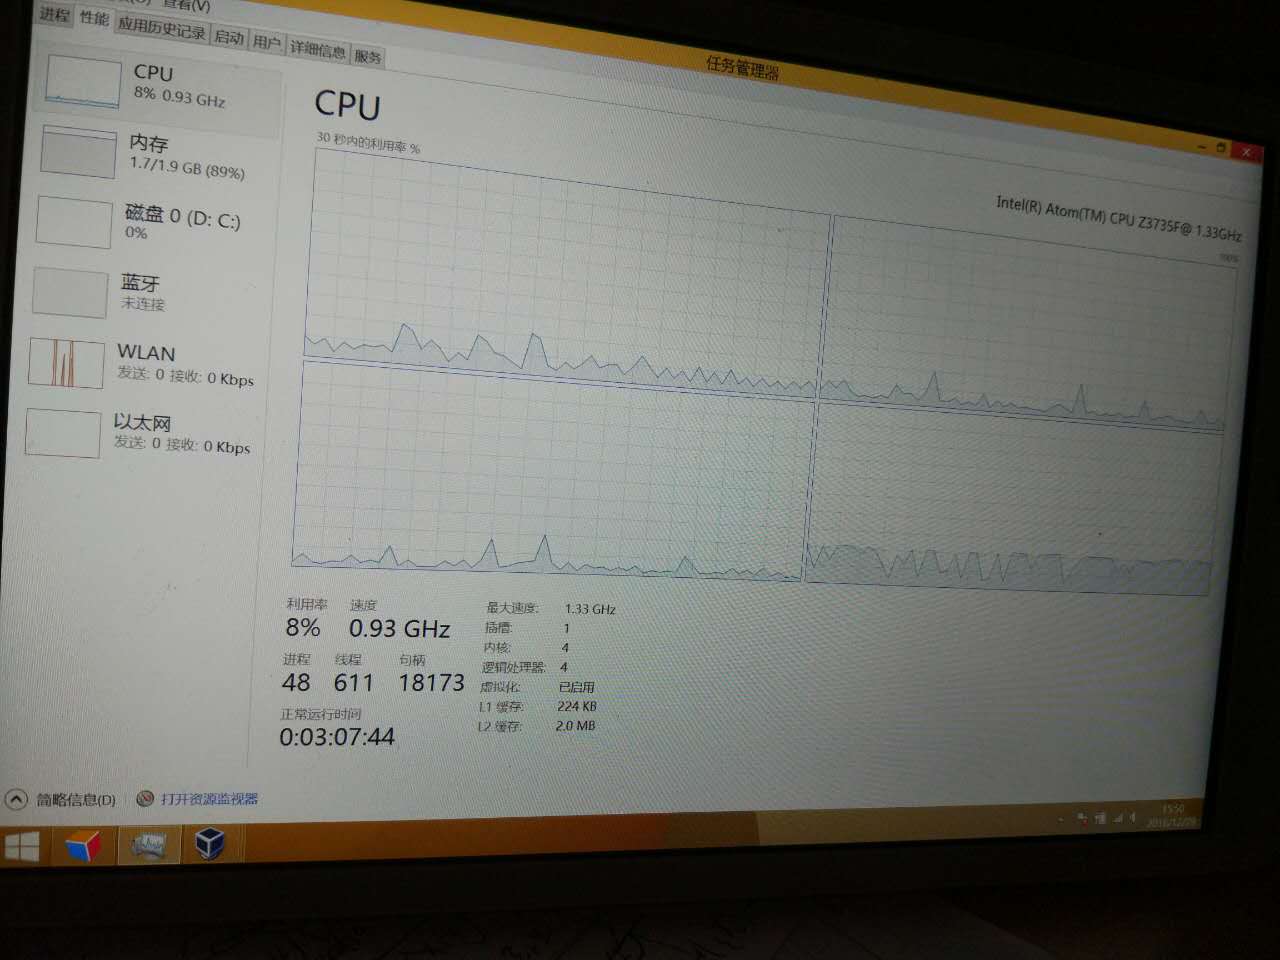 查看(V)
任务管理器
进程 性能 应用历史记录 启动 用户 详细信息 服务
CPU
8% 0.93 GHz
内存
1.7/1.9 GB (89%)
磁盘 0 (D: C:)
0%
蓝牙
未连接
WLAN
发送: 0 接收: 0 Kbps
以太网
发送: 0 接收: 0 Kbps
CPU
Intel(R) Atom(TM) CPU Z3735F@ 1.33GHz
30 秒内的利用率 %
100%
利用率 速度
8% 0.93 GHz
进程 线程 句柄
48 611 18173
正常运行时间
0:03:07:44
最大速度: 1.33 GHz
插槽: 1
内核: 4
逻辑处理器: 4
虚拟化: 已启用
L1 缓存: 224 KB
L2 缓存: 2.0 MB
简略信息(D) 打开资源监视器
15:50